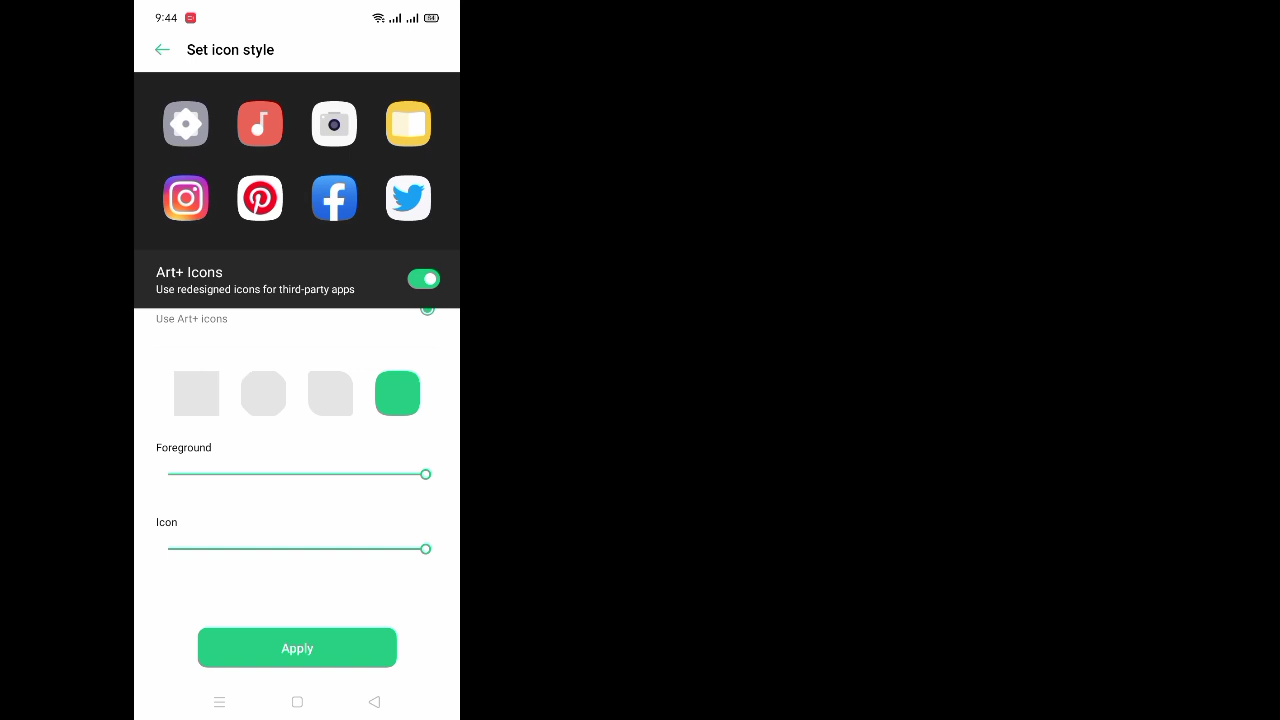 9:44
84
Set icon style
Art+ Icons
Use redesigned icons for third-party apps
Use Art+ icons
Foreground
Icon
Apply